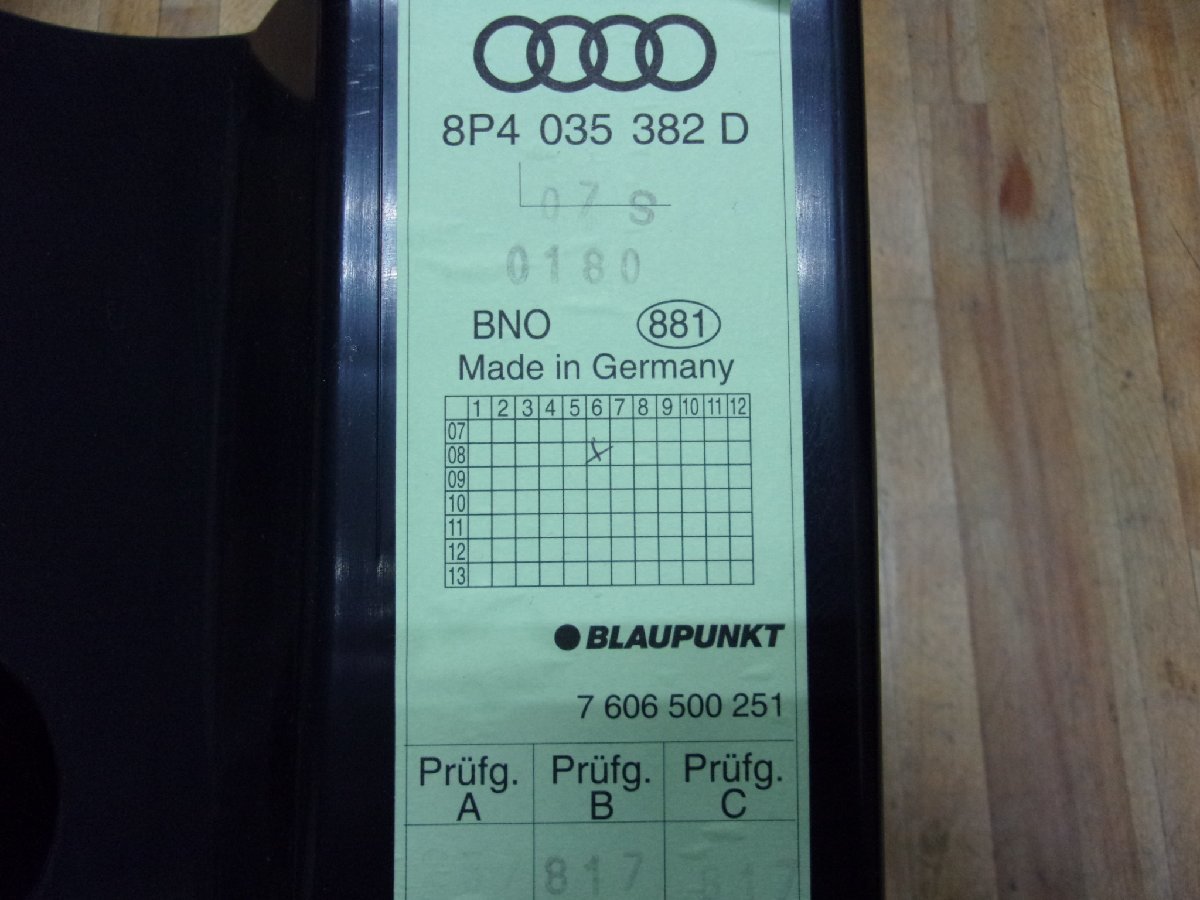 8P4 035 382 D
07 S
0180
BNO 881
Made in Germany
1 2 3 4 5 6 7 8 9 10 11 12
07
08 X
09
10
11
12
13
BLAUPUNKT
7 606 500 251
Prüfg. A Prüfg. B Prüfg. C
817 817